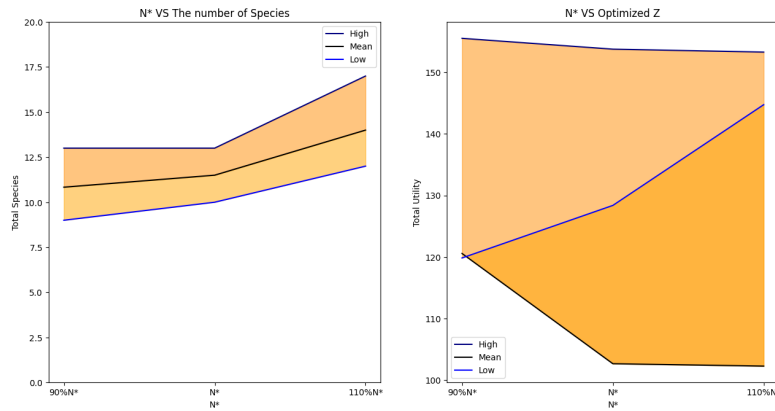 N* VS The number of Species
High
Mean
Low
20.0
17.5
15.0
12.5
10.0
7.5
5.0
2.5
0.0
Total Species
90%N*
N*
110%N*
N*
N* VS Optimized Z
150
140
130
120
110
100
Total Utility
High
Mean
Low
90%N*
N*
110%N
N*